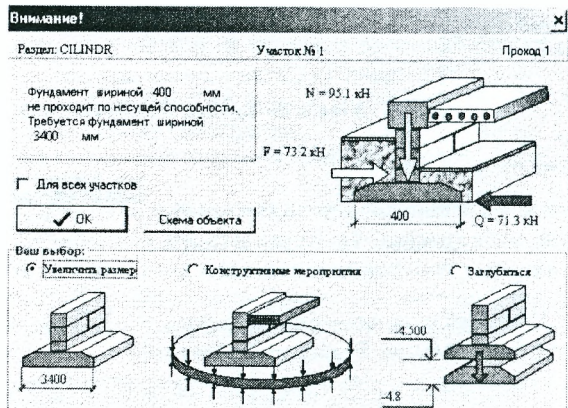 Внимание!
Раздел: CILINDR Участок № 1 Проход 1
Фундамент шириной 400 мм
не проходит по несущей способности.
Требуется фундамент шириной
3400 мм
N = 95.1 кН
F = 73.2 кН
400
Q = 71.3 кН
Для всех участков
OK
Схема объекта
Ваш выбор:
Увеличить размер
Конструктивные мероприятия
Заглубиться
3400
-4.500
-4.8